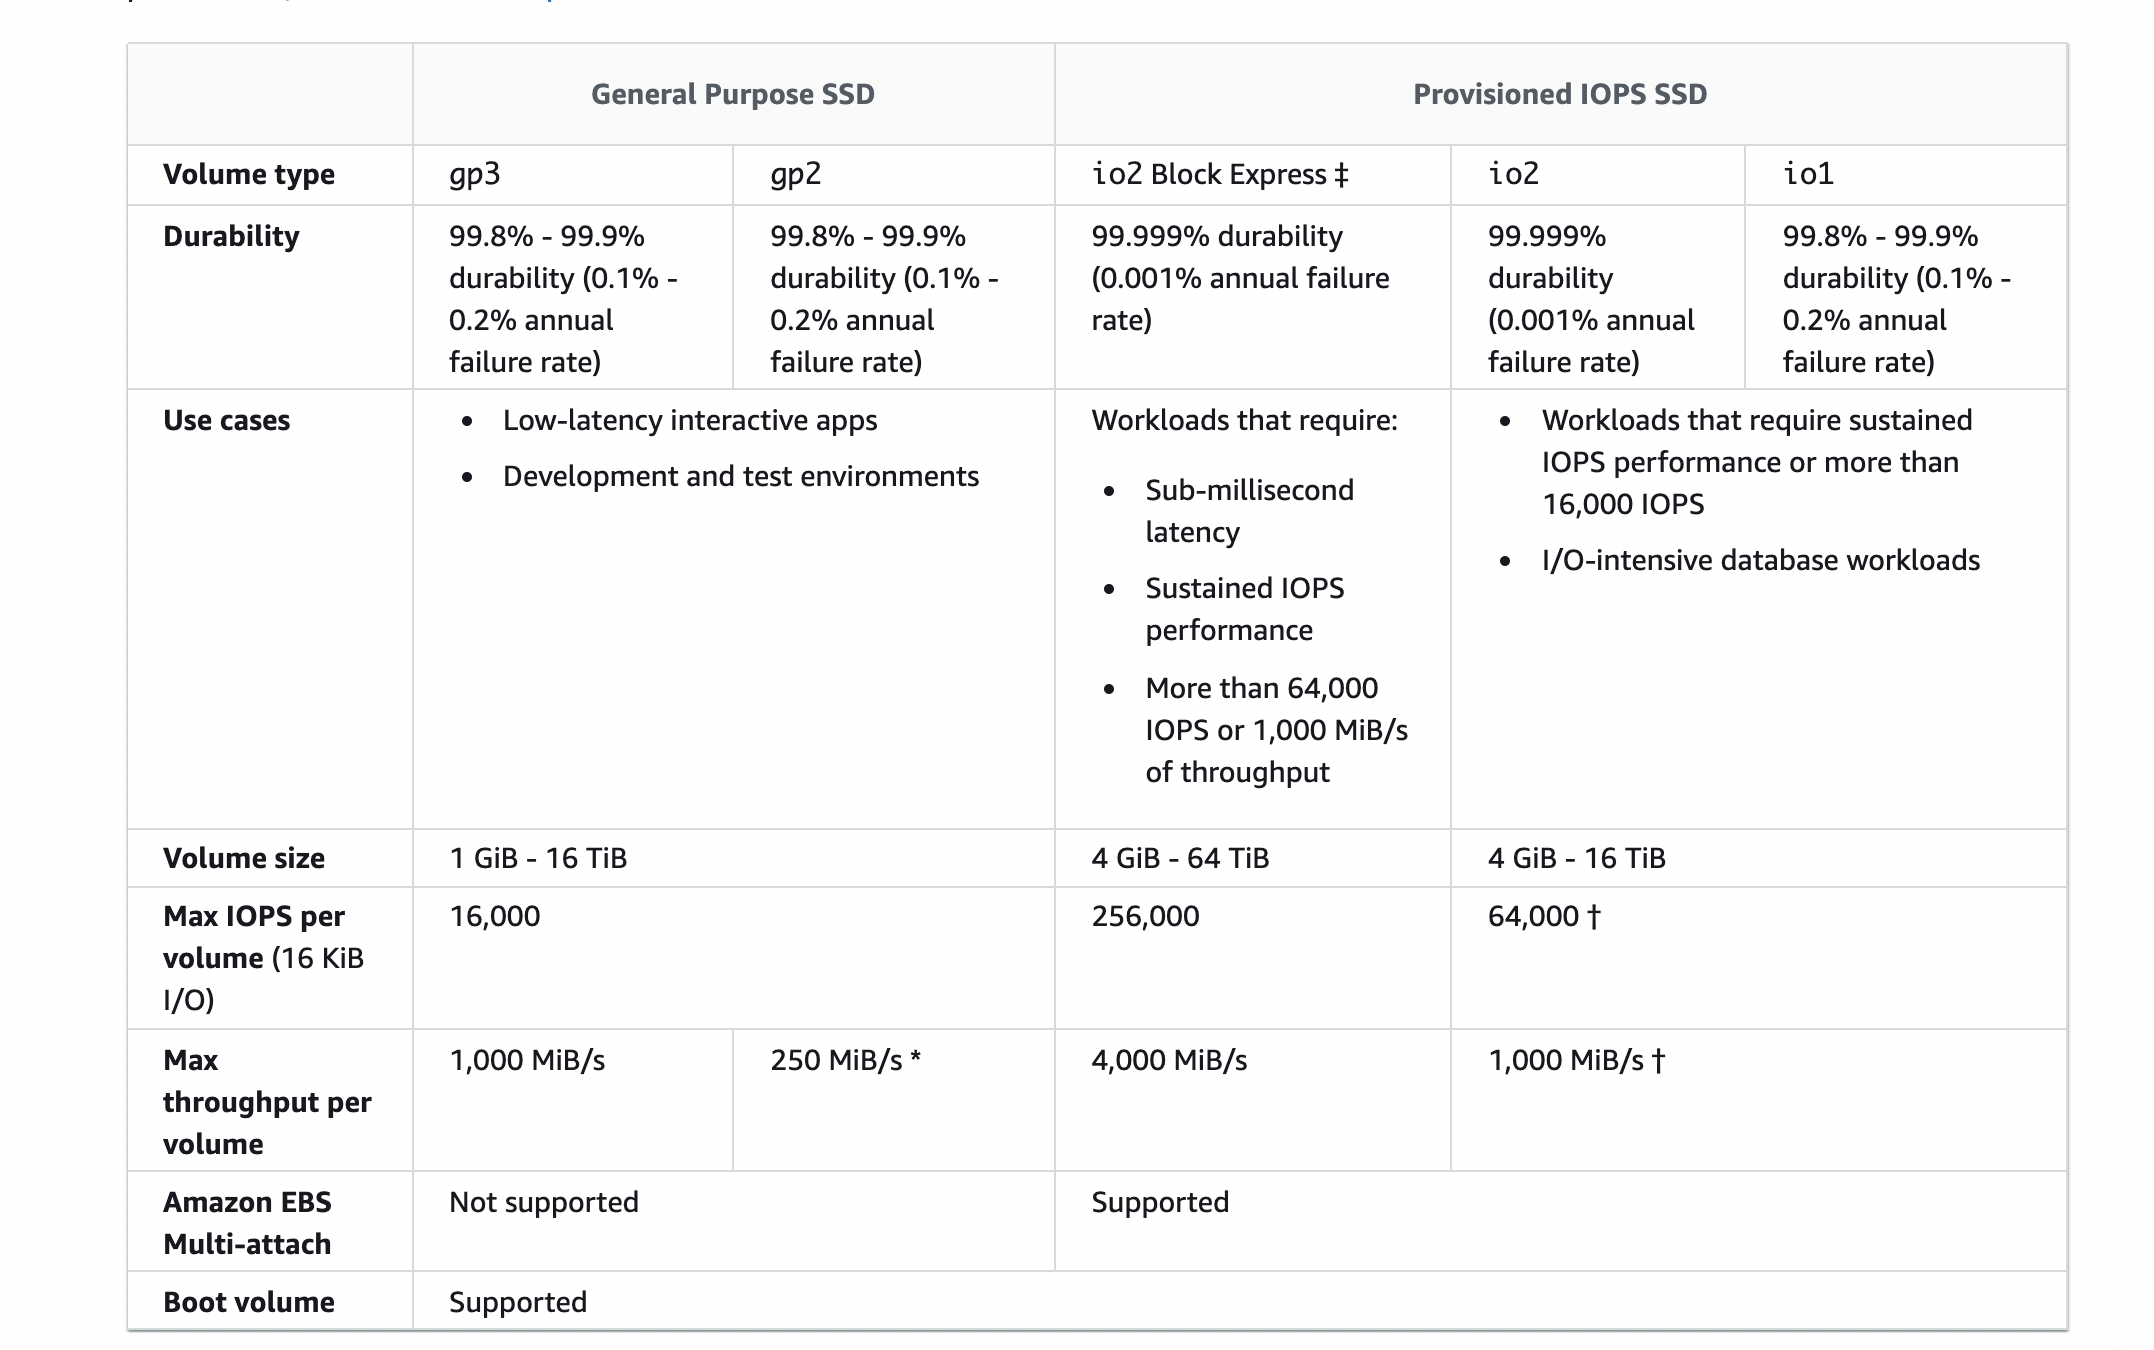 General Purpose SSD
Provisioned IOPS SSD
Volume type
gp3
gp2
io2 Block Express ‡
io2
io1
Durability
99.8% - 99.9%
durability (0.1% -
0.2% annual
failure rate)
99.8% - 99.9%
durability (0.1% -
0.2% annual
failure rate)
99.999% durability
(0.001% annual failure
rate)
99.999%
durability
(0.001% annual
failure rate)
99.8% - 99.9%
durability (0.1% -
0.2% annual
failure rate)
Use cases
• Low-latency interactive apps
• Development and test environments
Workloads that require:
• Sub-millisecond
latency
• Sustained IOPS
performance
• More than 64,000
IOPS or 1,000 MiB/s
of throughput
• Workloads that require sustained
IOPS performance or more than
16,000 IOPS
• I/O-intensive database workloads
Volume size
1 GiB - 16 TiB
4 GiB - 64 TiB
4 GiB - 16 TiB
Max IOPS per
volume (16 KiB
I/O)
16,000
256,000
64,000 †
Max
throughput per
volume
1,000 MiB/s
250 MiB/s *
4,000 MiB/s
1,000 MiB/s †
Amazon EBS
Multi-attach
Not supported
Supported
Boot volume
Supported